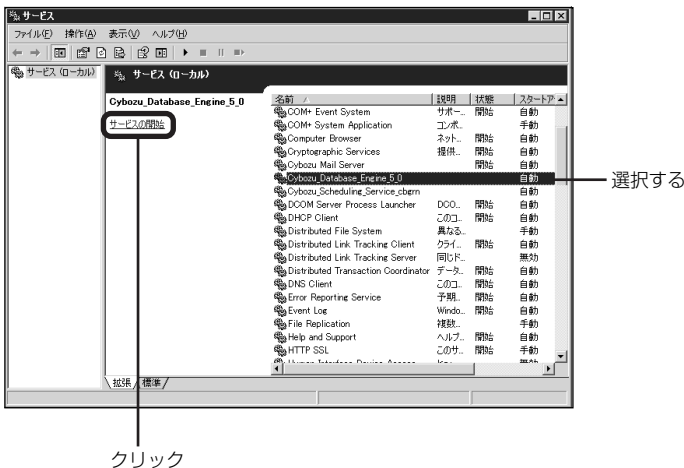 サービス
ファイル(F) 操作(A) 表示(V) ヘルプ(H)
サービス (ローカル)
サービス (ローカル)
Cybozu_Database_Engine_5_0
サービスの開始
名前 説明 状態 スタートア
COM+ Event System サポー... 開始 自動
COM+ System Application コンポ... 手動
Computer Browser ネット... 開始 自動
Cryptographic Services 提供... 開始 自動
Cybozu Mail Server 開始 自動
Cybozu_Database_Engine_5_0 自動
Cybozu_Scheduling_Service_cbgrn 自動
DCOM Server Process Launcher DCO... 開始 自動
DHCP Client このコ... 開始 自動
Distributed File System 異なる... 手動
Distributed Link Tracking Client クライ... 開始 自動
Distributed Link Tracking Server 同じド... 無効
Distributed Transaction Coordinator データ... 開始 自動
DNS Client このコ... 開始 自動
Error Reporting Service 予期... 開始 自動
Event Log Windo... 開始 自動
File Replication 複数... 手動
Help and Support ヘルプ... 開始 自動
HTTP SSL このサ... 開始 手動
拡張 標準
選択する
クリック